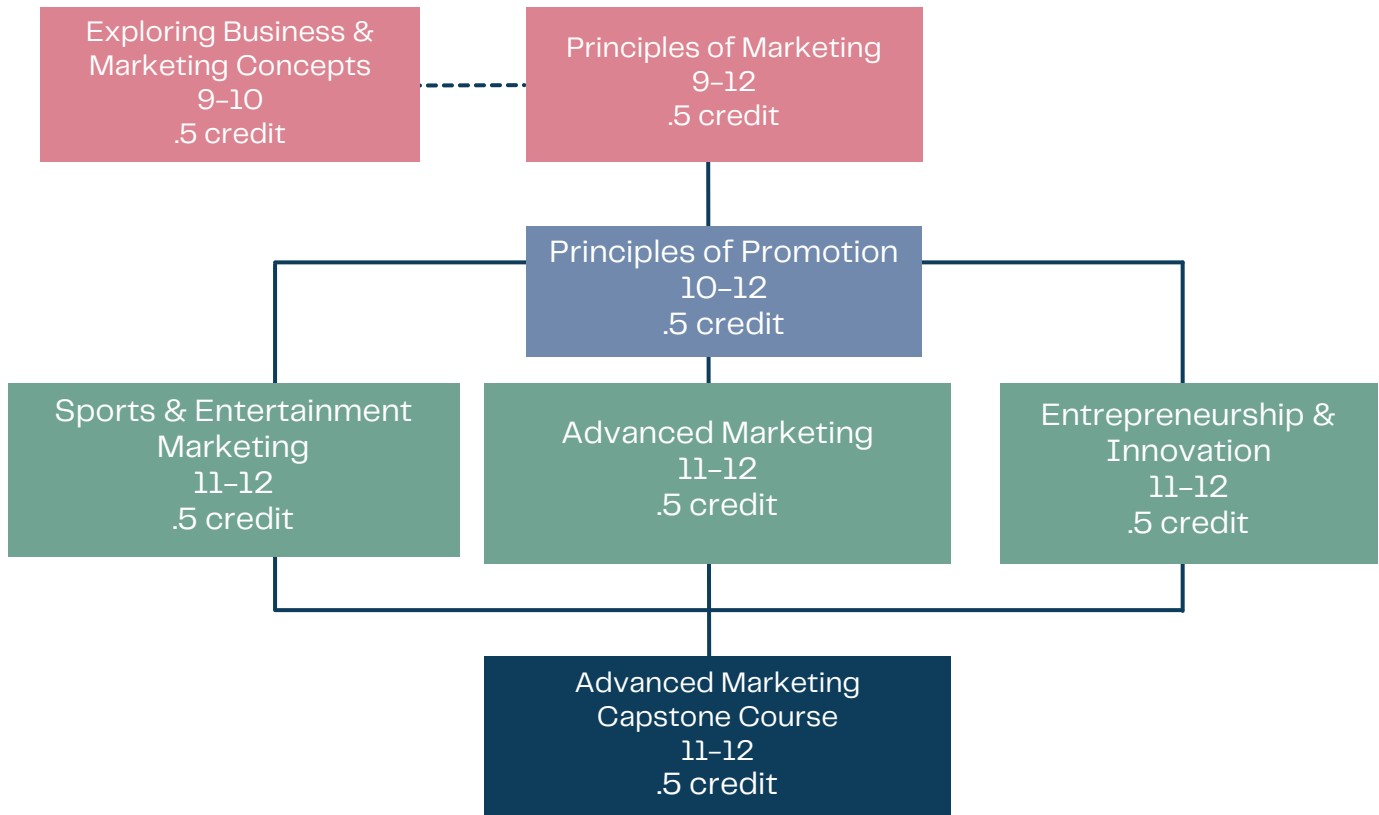 Exploring Business &
Marketing Concepts
9-10
.5 credit
Principles of Marketing
9-12
.5 credit
Principles of Promotion
10-12
.5 credit
Sports & Entertainment
Marketing
11-12
.5 credit
Advanced Marketing
11-12
.5 credit
Entrepreneurship &
Innovation
11-12
.5 credit
Advanced Marketing
Capstone Course
11-12
.5 credit